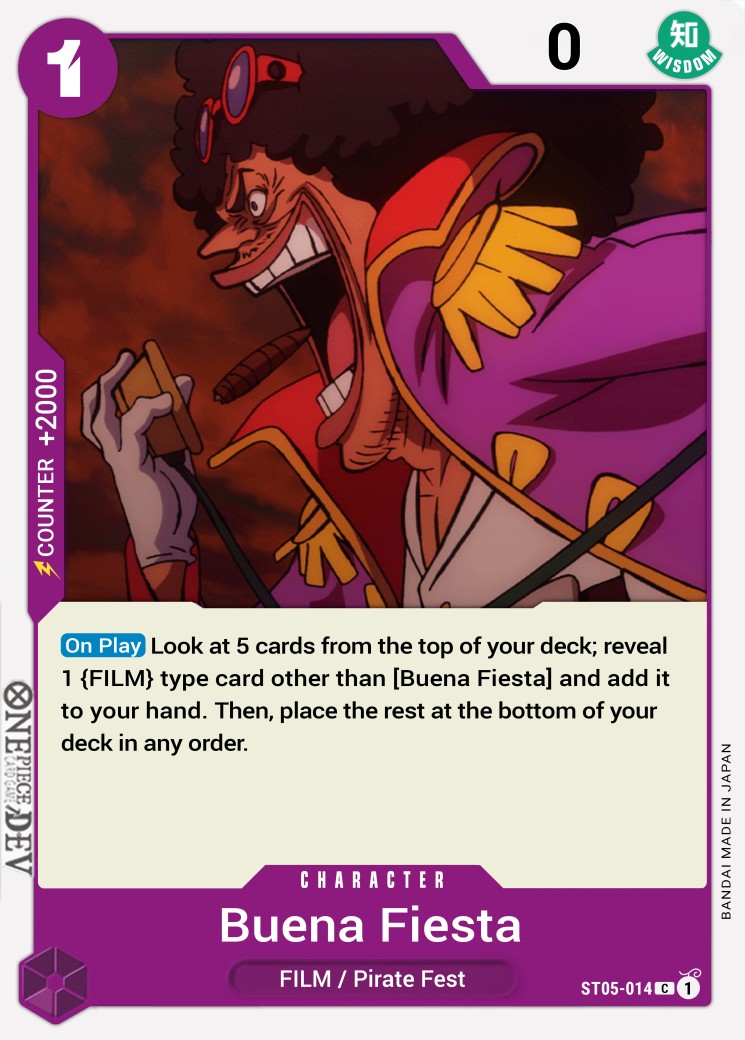 1
0
知
WISDOM
COUNTER +2000
On Play Look at 5 cards from the top of your deck; reveal
1 {FILM} type card other than [Buena Fiesta] and add it
to your hand. Then, place the rest at the bottom of your
deck in any order.
ONE PIECE
CARD GAME
DEV
BANDAI MADE IN JAPAN
CHARACTER
Buena Fiesta
FILM / Pirate Fest
ST05-014 C 1